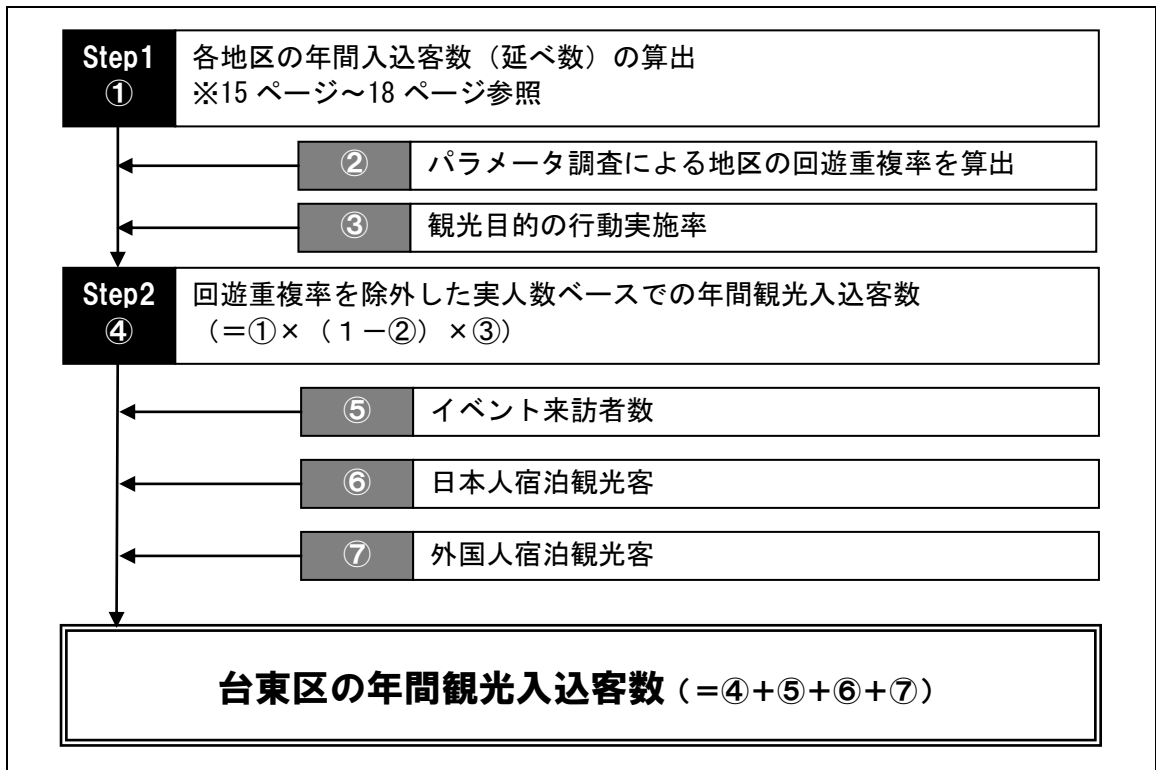 Step1
①
各地区の年間入込客数（延べ数）の算出
※15 ページ～18 ページ参照
② パラメータ調査による地区の回遊重複率を算出
③ 観光目的の行動実施率
Step2
④
回遊重複率を除外した実人数ベースでの年間観光入込客数
（＝①×（１－②）×③）
⑤ イベント来訪者数
⑥ 日本人宿泊観光客
⑦ 外国人宿泊観光客
台東区の年間観光入込客数（＝④＋⑤＋⑥＋⑦）